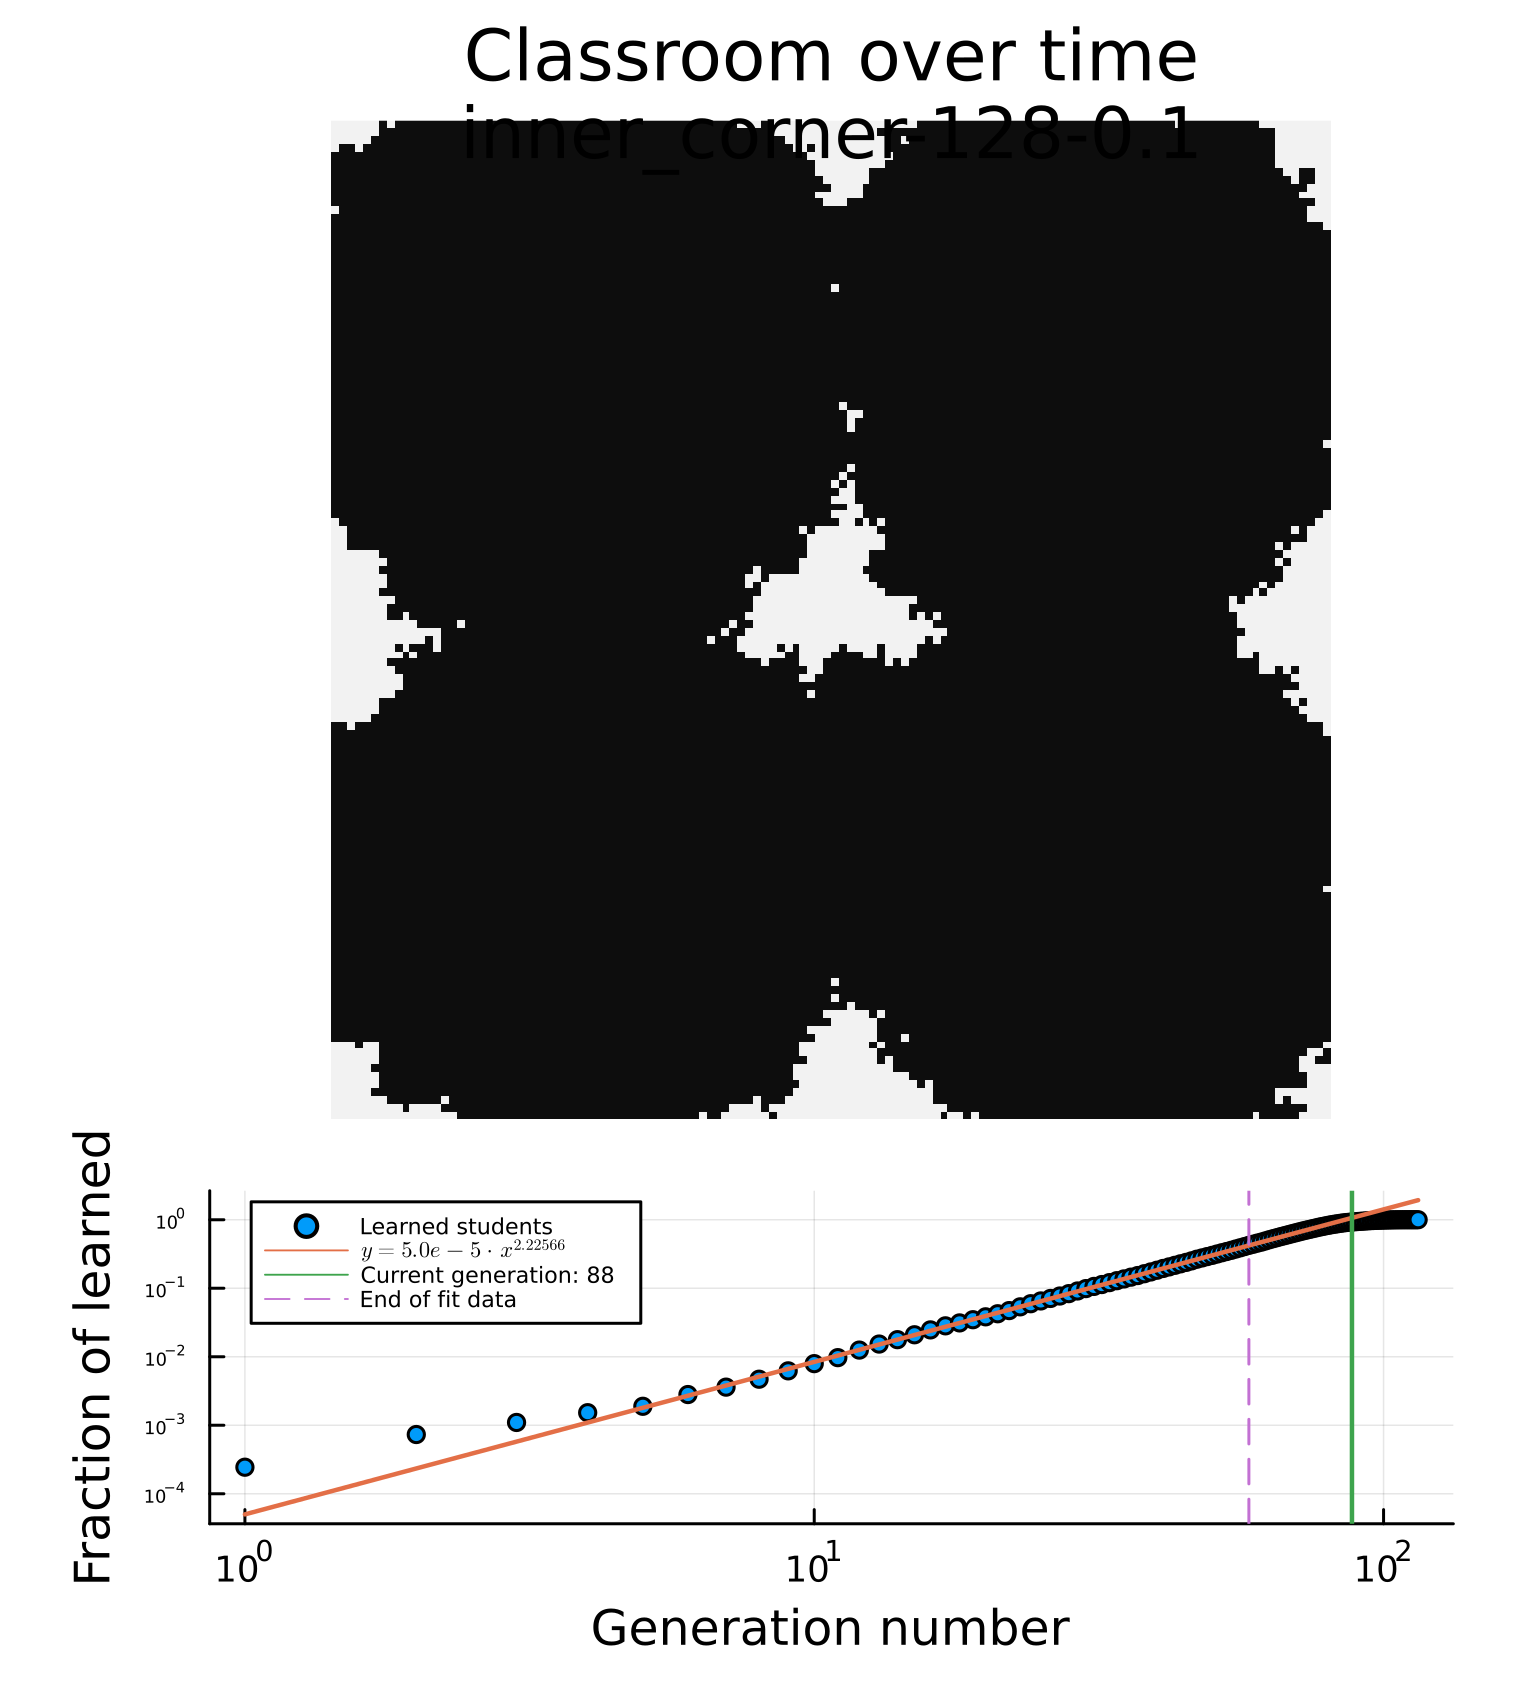 Classroom over time
inner_corner-128-0.1
Fraction of learned
10^0
10^-1
10^-2
10^-3
10^-4
Learned students
y = 5.0e − 5 · x^2.22566
Current generation: 88
End of fit data
10^0
10^1
10^2
Generation number